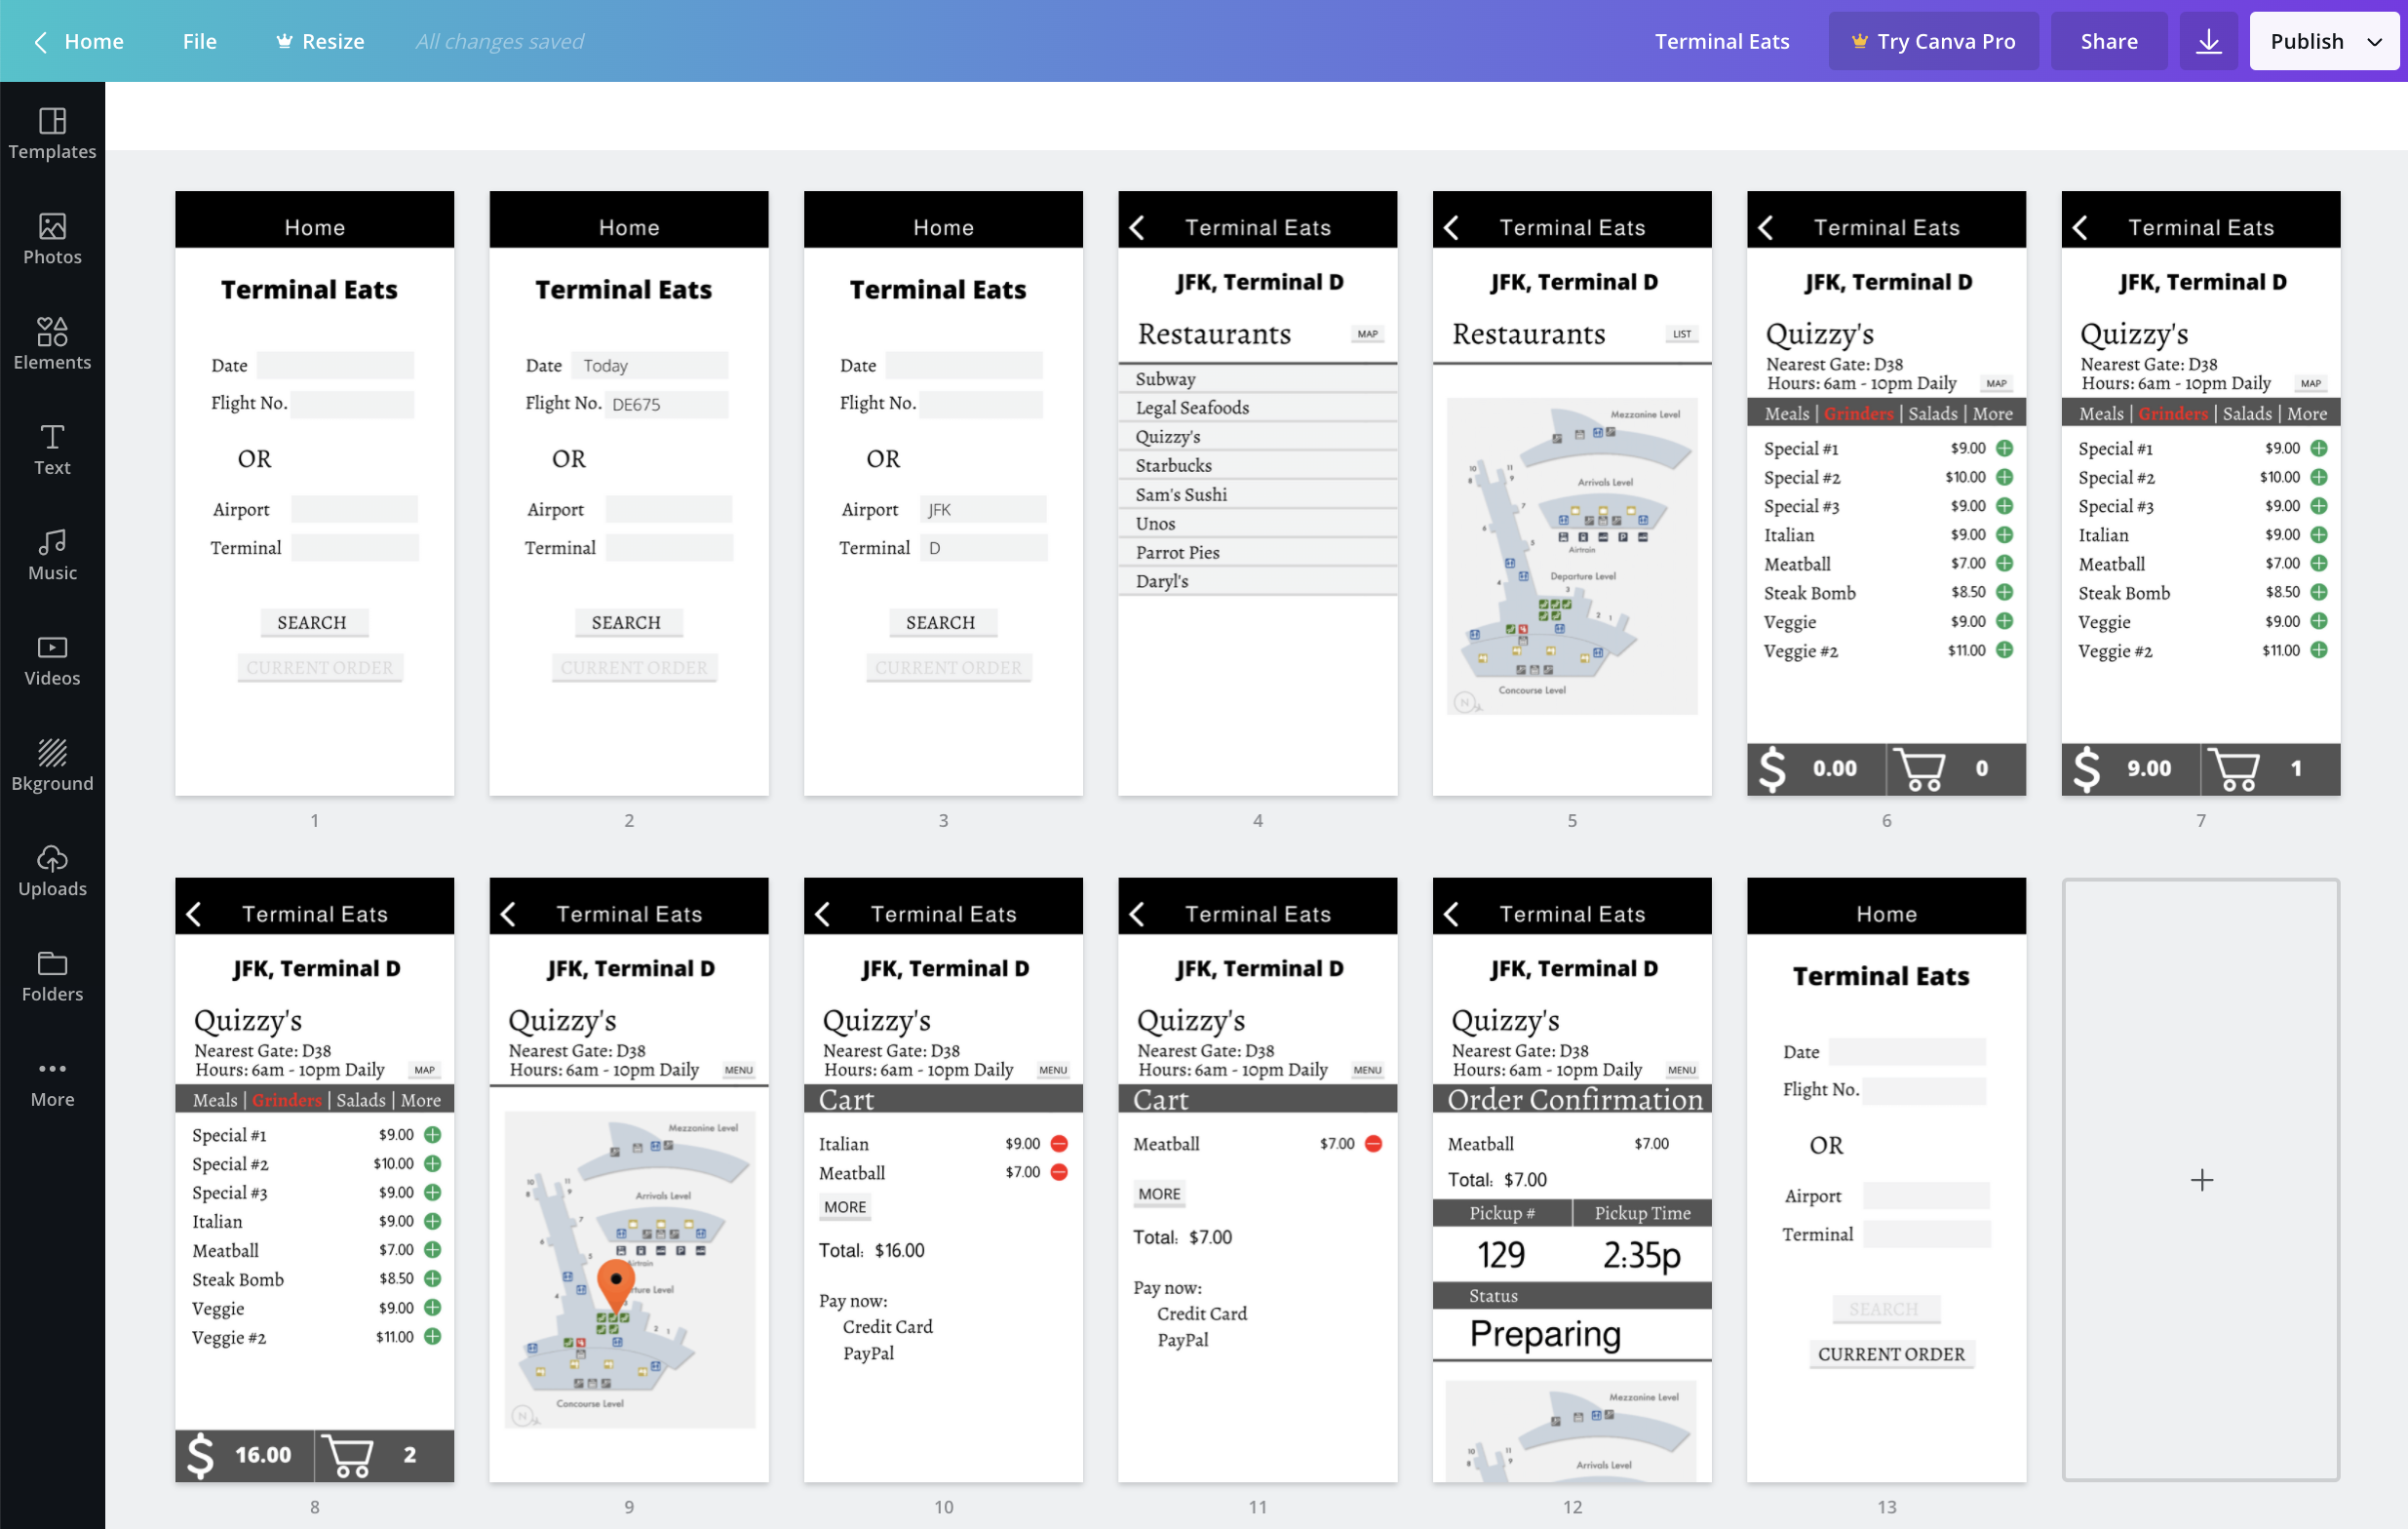 Home File Resize All changes saved Terminal Eats Try Canva Pro Share Publish
Templates
Photos
Elements
Text
Music
Videos
Bkground
Uploads
Folders
More
Home
Terminal Eats
Date
Flight No.
OR
Airport
Terminal
SEARCH
CURRENT ORDER
1
Home
Terminal Eats
Date Today
Flight No. DE675
OR
Airport
Terminal
SEARCH
CURRENT ORDER
2
Home
Terminal Eats
Date
Flight No.
OR
Airport JFK
Terminal D
SEARCH
CURRENT ORDER
3
Terminal Eats
JFK, Terminal D
Restaurants MAP
Subway
Legal Seafoods
Quizzy's
Starbucks
Sam's Sushi
Unos
Parrot Pies
Daryl's
4
Terminal Eats
JFK, Terminal D
Restaurants LIST
Mezzanine Level
Arrivals Level
Airtrain
Departure Level
Concourse Level
N
5
Terminal Eats
JFK, Terminal D
Quizzy's
Nearest Gate: D38
Hours: 6am - 10pm Daily MAP
Meals | Grinders | Salads | More
Special #1 $9.00
Special #2 $10.00
Special #3 $9.00
Italian $9.00
Meatball $7.00
Steak Bomb $8.50
Veggie $9.00
Veggie #2 $11.00
$ 0.00 0
6
Terminal Eats
JFK, Terminal D
Quizzy's
Nearest Gate: D38
Hours: 6am - 10pm Daily MAP
Meals | Grinders | Salads | More
Special #1 $9.00
Special #2 $10.00
Special #3 $9.00
Italian $9.00
Meatball $7.00
Steak Bomb $8.50
Veggie $9.00
Veggie #2 $11.00
$ 9.00 1
7
Terminal Eats
JFK, Terminal D
Quizzy's
Nearest Gate: D38
Hours: 6am - 10pm Daily MAP
Meals | Grinders | Salads | More
Special #1 $9.00
Special #2 $10.00
Special #3 $9.00
Italian $9.00
Meatball $7.00
Steak Bomb $8.50
Veggie $9.00
Veggie #2 $11.00
$ 16.00 2
8
Terminal Eats
JFK, Terminal D
Quizzy's
Nearest Gate: D38
Hours: 6am - 10pm Daily MENU
Mezzanine Level
Arrivals Level
Concourse Level
N
9
Terminal Eats
JFK, Terminal D
Quizzy's
Nearest Gate: D38
Hours: 6am - 10pm Daily MENU
Cart
Italian $9.00
Meatball $7.00
MORE
Total: $16.00
Pay now:
Credit Card
PayPal
10
Terminal Eats
JFK, Terminal D
Quizzy's
Nearest Gate: D38
Hours: 6am - 10pm Daily MENU
Cart
Meatball $7.00
MORE
Total: $7.00
Pay now:
Credit Card
PayPal
11
Terminal Eats
JFK, Terminal D
Quizzy's
Nearest Gate: D38
Hours: 6am - 10pm Daily MENU
Order Confirmation
Meatball $7.00
Total: $7.00
Pickup # Pickup Time
129 2:35p
Status
Preparing
Mezzanine Level
Arrivals Level
12
Home
Terminal Eats
Date
Flight No.
OR
Airport
Terminal
SEARCH
CURRENT ORDER
13